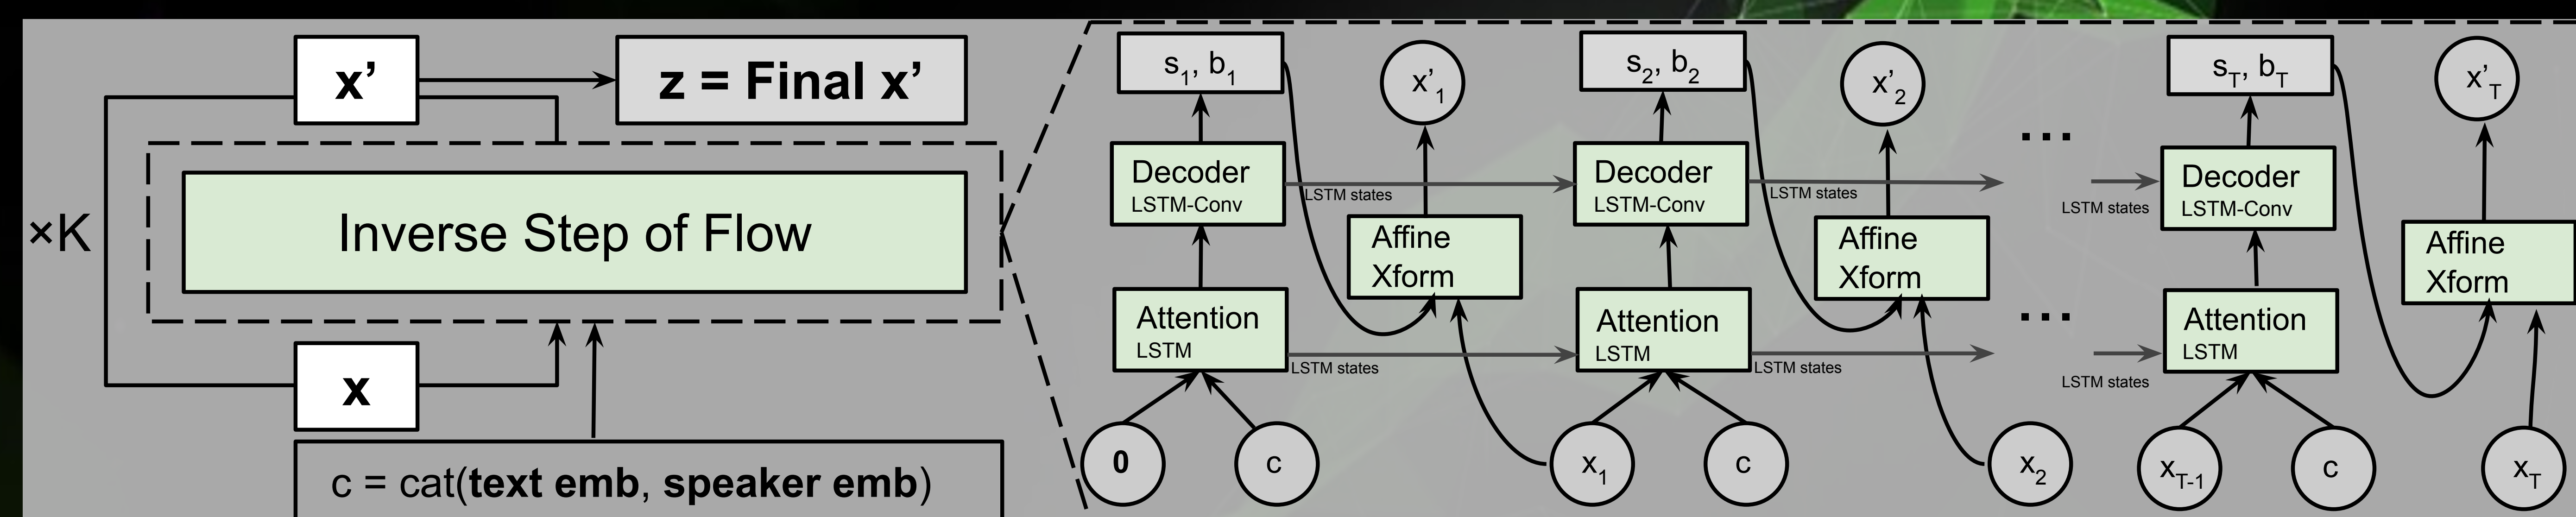 x’
z = Final x’
×K
Inverse Step of Flow
x
c = cat(text emb, speaker emb)
s1, b1
x’1
s2, b2
x’2
sT, bT
x’T
...
Decoder
LSTM-Conv
LSTM states
Decoder
LSTM-Conv
LSTM states
LSTM states
Decoder
LSTM-Conv
Affine
Xform
Affine
Xform
Affine
Xform
...
Attention
LSTM
LSTM states
Attention
LSTM
LSTM states
LSTM states
Attention
LSTM
0
c
x1
c
x2
xT-1
c
xT